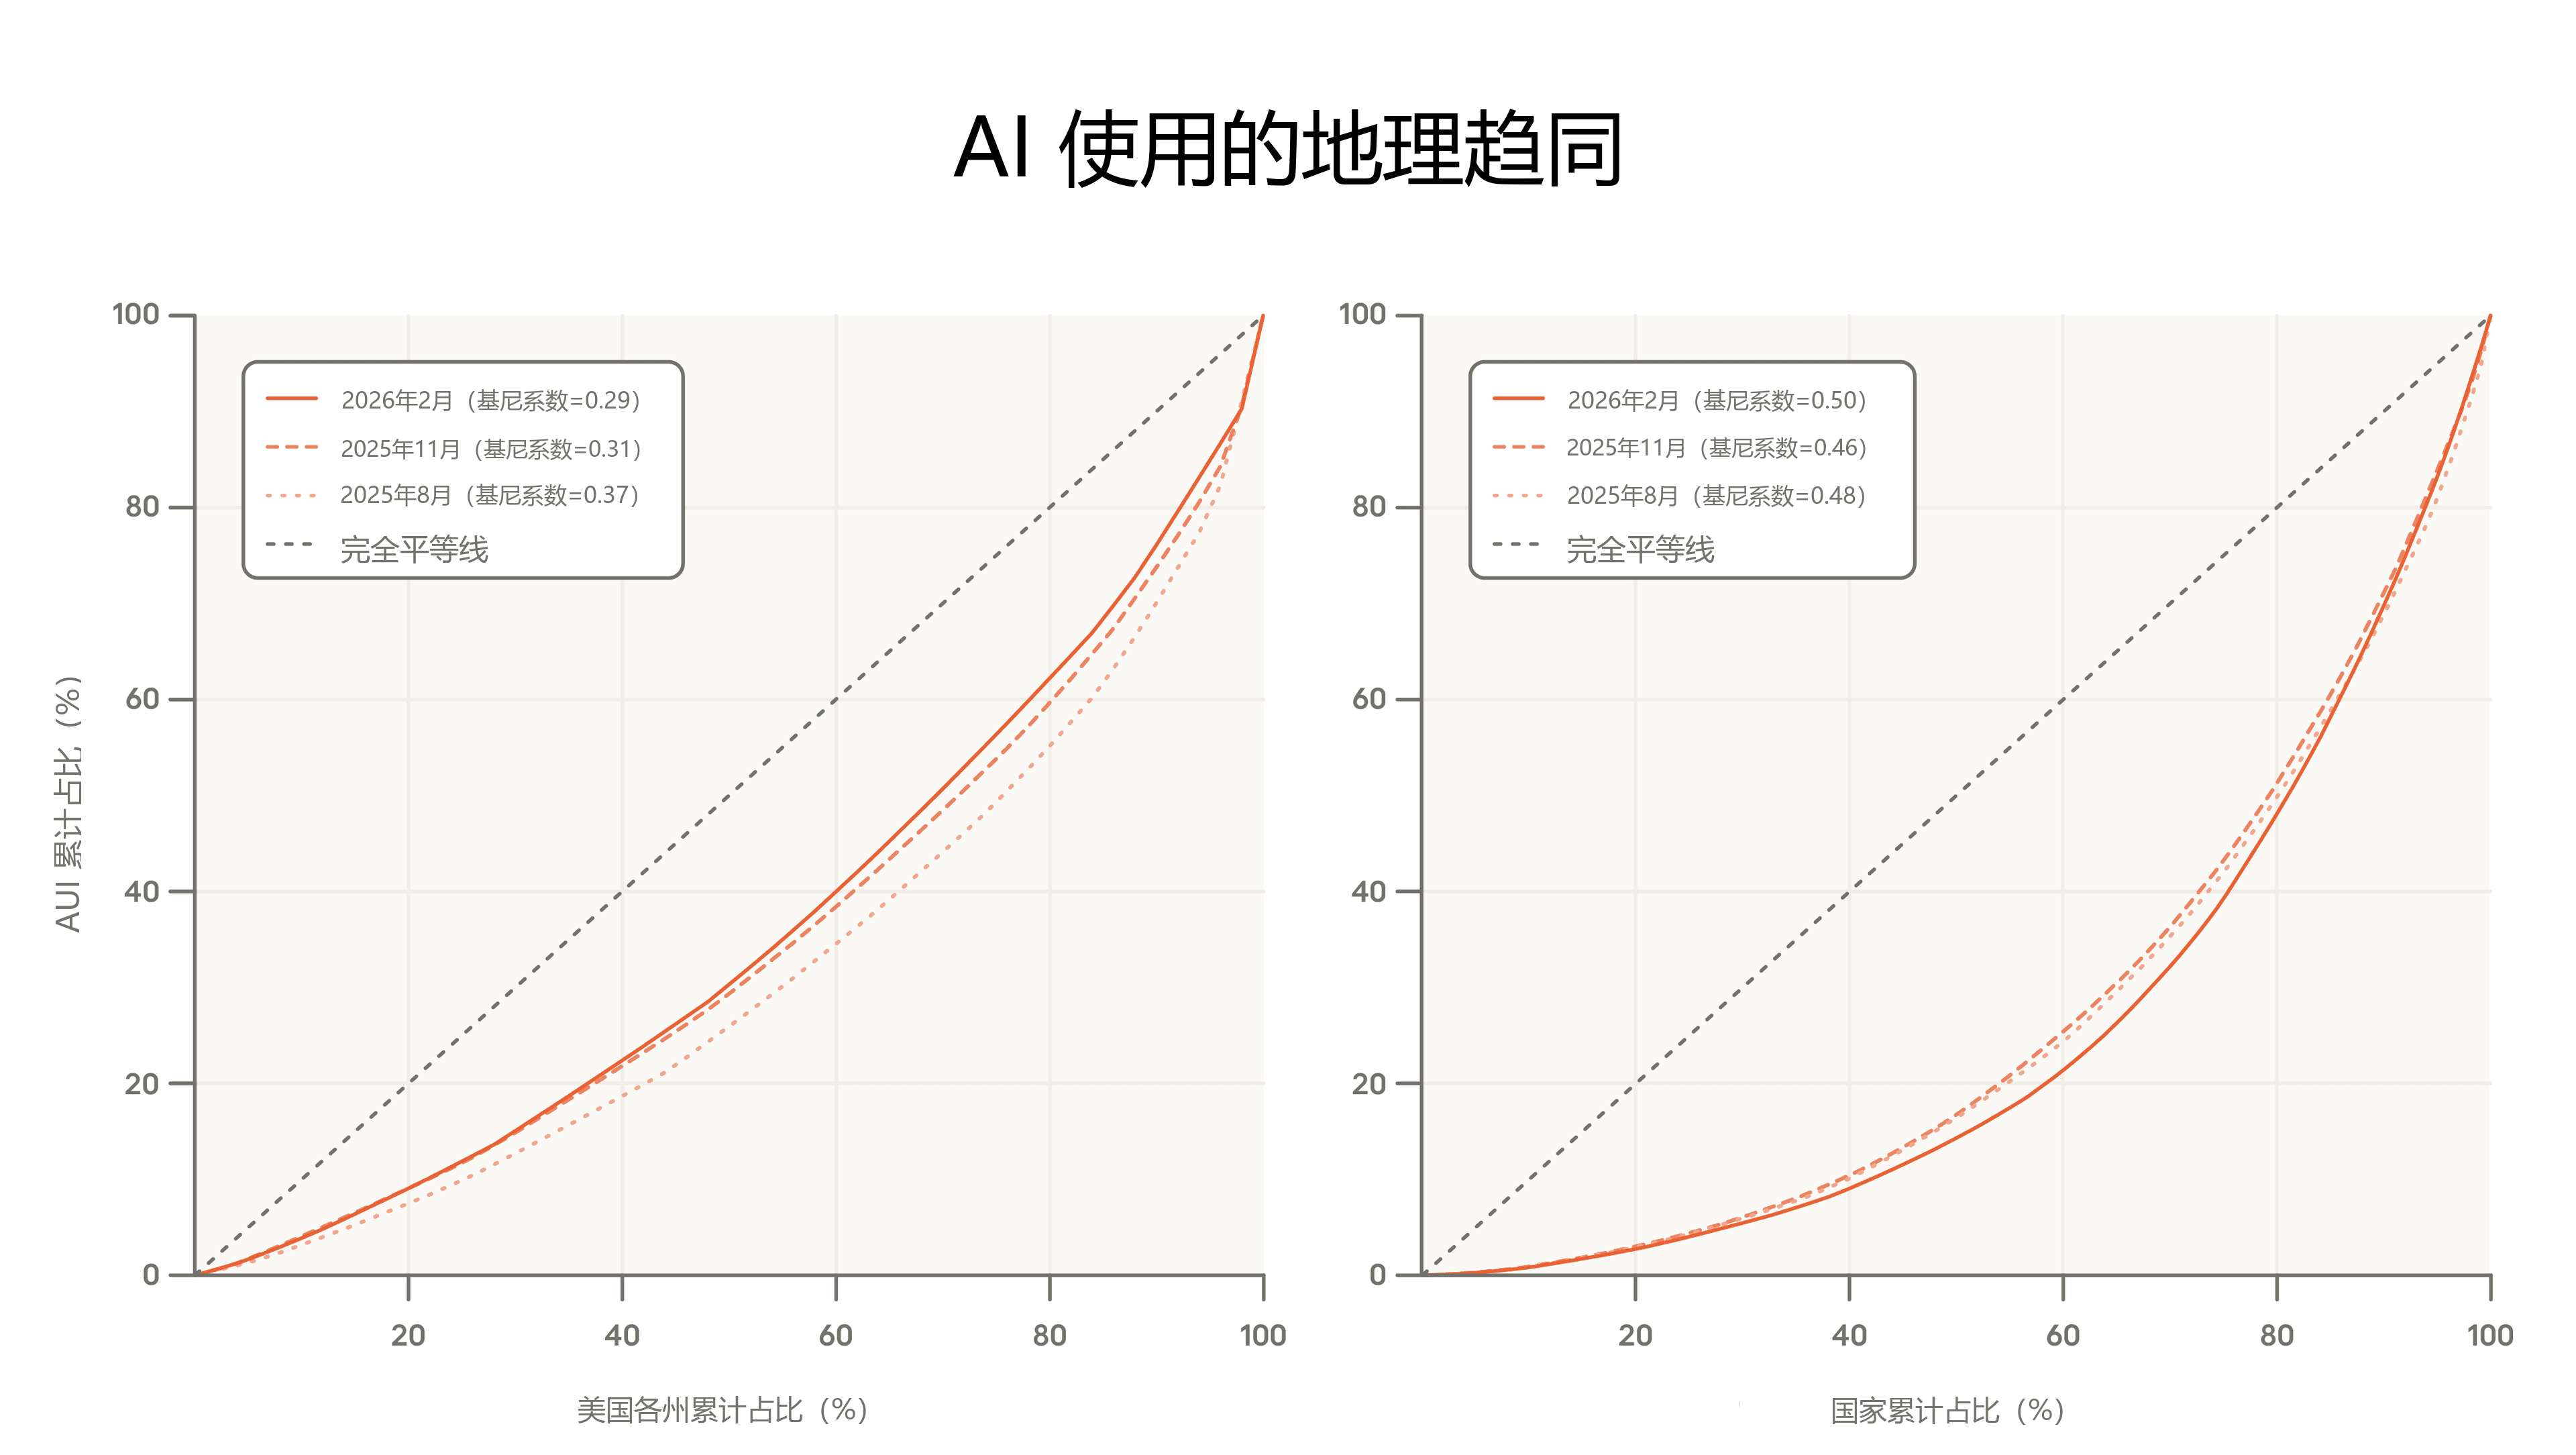 AI 使用的地理趋同
100
80
60
40
20
0
20
40
60
80
100
AUI 累计占比（%）
美国各州累计占比（%）
2026年2月（基尼系数=0.29）
2025年11月（基尼系数=0.31）
2025年8月（基尼系数=0.37）
完全平等线
100
80
60
40
20
0
20
40
60
80
100
国家累计占比（%）
2026年2月（基尼系数=0.50）
2025年11月（基尼系数=0.46）
2025年8月（基尼系数=0.48）
完全平等线